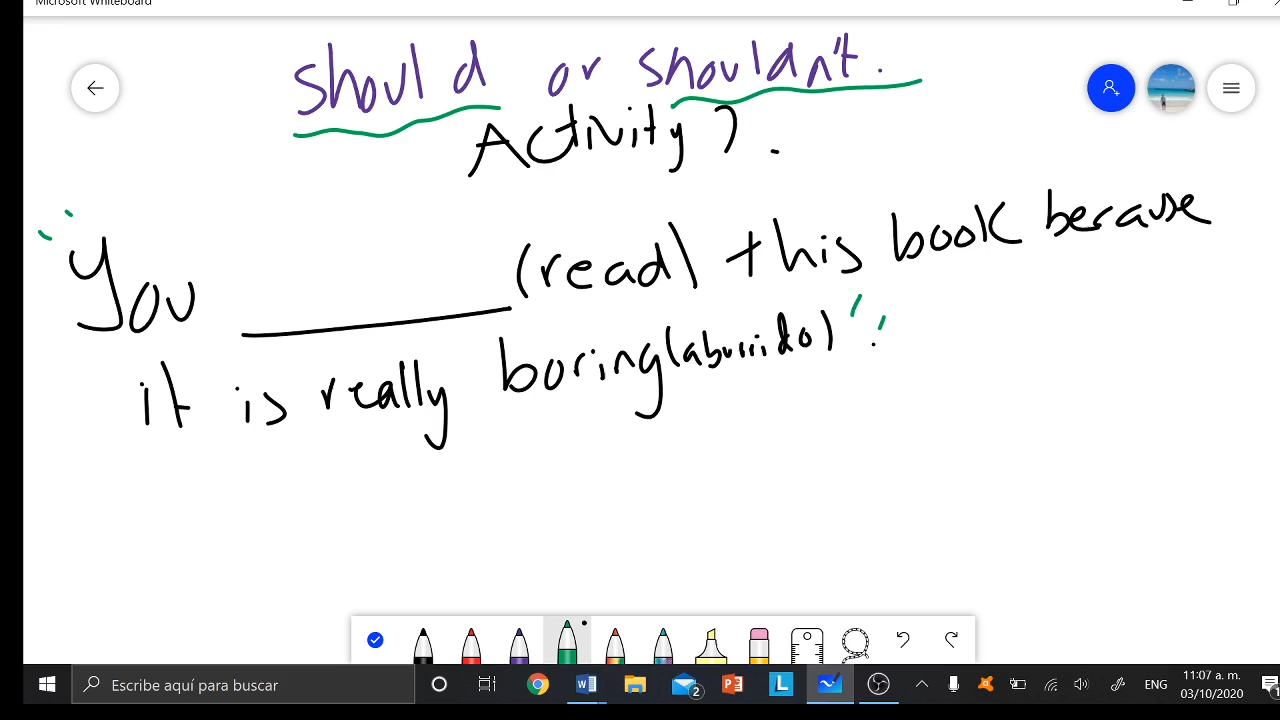 Microsoft Whiteboard
should or shouldn't.
Activity ? .
"You ________ (read) this book because
it is really boring (aburrido)".
Escribe aquí para buscar
2
ENG
11:07 a. m.
03/10/2020